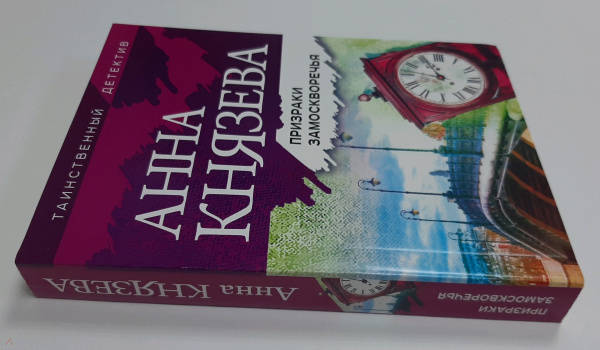 ТАИНСТВЕННЫЙ ДЕТЕКТИВ
АННА
КНЯЗЕВА
ПРИЗРАКИ
ЗАМОСКВОРЕЧЬЯ
АННА КНЯЗЕВА
ПРИЗРАКИ
ЗАМОСКВОРЕЧЬЯ